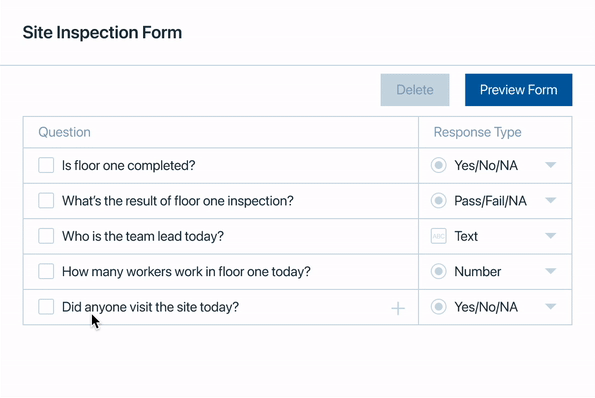 Site Inspection Form
Delete
Preview Form
Question
Response Type
Is floor one completed?
Yes/No/NA
What's the result of floor one inspection?
Pass/Fail/NA
Who is the team lead today?
ABC
Text
How many workers work in floor one today?
Number
Did anyone visit the site today?
Yes/No/NA